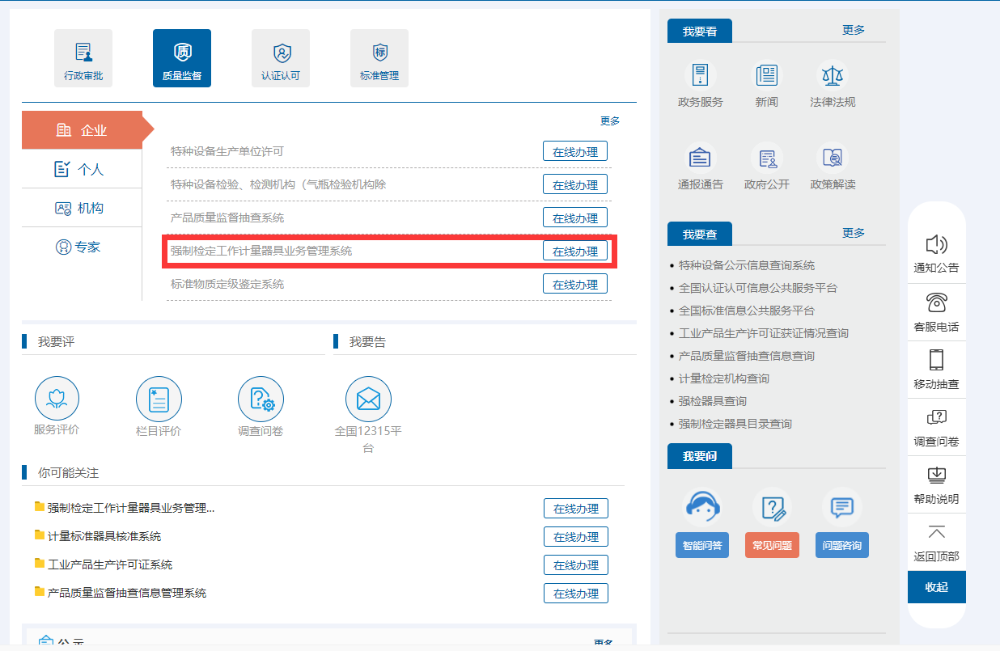 行政审批
质
质量监督
认证认可
标
标准管理
企业
个人
机构
专家
更多
特种设备生产单位许可
在线办理
特种设备检验、检测机构（气瓶检验机构除
在线办理
产品质量监督抽查系统
在线办理
强制检定工作计量器具业务管理系统
在线办理
标准物质定级鉴定系统
在线办理
我要评
服务评价
栏目评价
调查问卷
我要告
全国12315平
台
你可能关注
强制检定工作计量器具业务管理...
在线办理
计量标准器具核准系统
在线办理
工业产品生产许可证系统
在线办理
产品质量监督抽查信息管理系统
在线办理
公示
更多
我要看
更多
政务服务
新闻
法律法规
通报通告
政府公开
政策解读
我要查
更多
特种设备公示信息查询系统
全国认证认可信息公共服务平台
全国标准信息公共服务平台
工业产品生产许可证获证情况查询
产品质量监督抽查信息查询
计量检定机构查询
强检器具查询
强制检定器具目录查询
我要问
智能问答
常见问题
问题咨询
通知公告
客服电话
移动抽查
调查问卷
帮助说明
返回顶部
收起